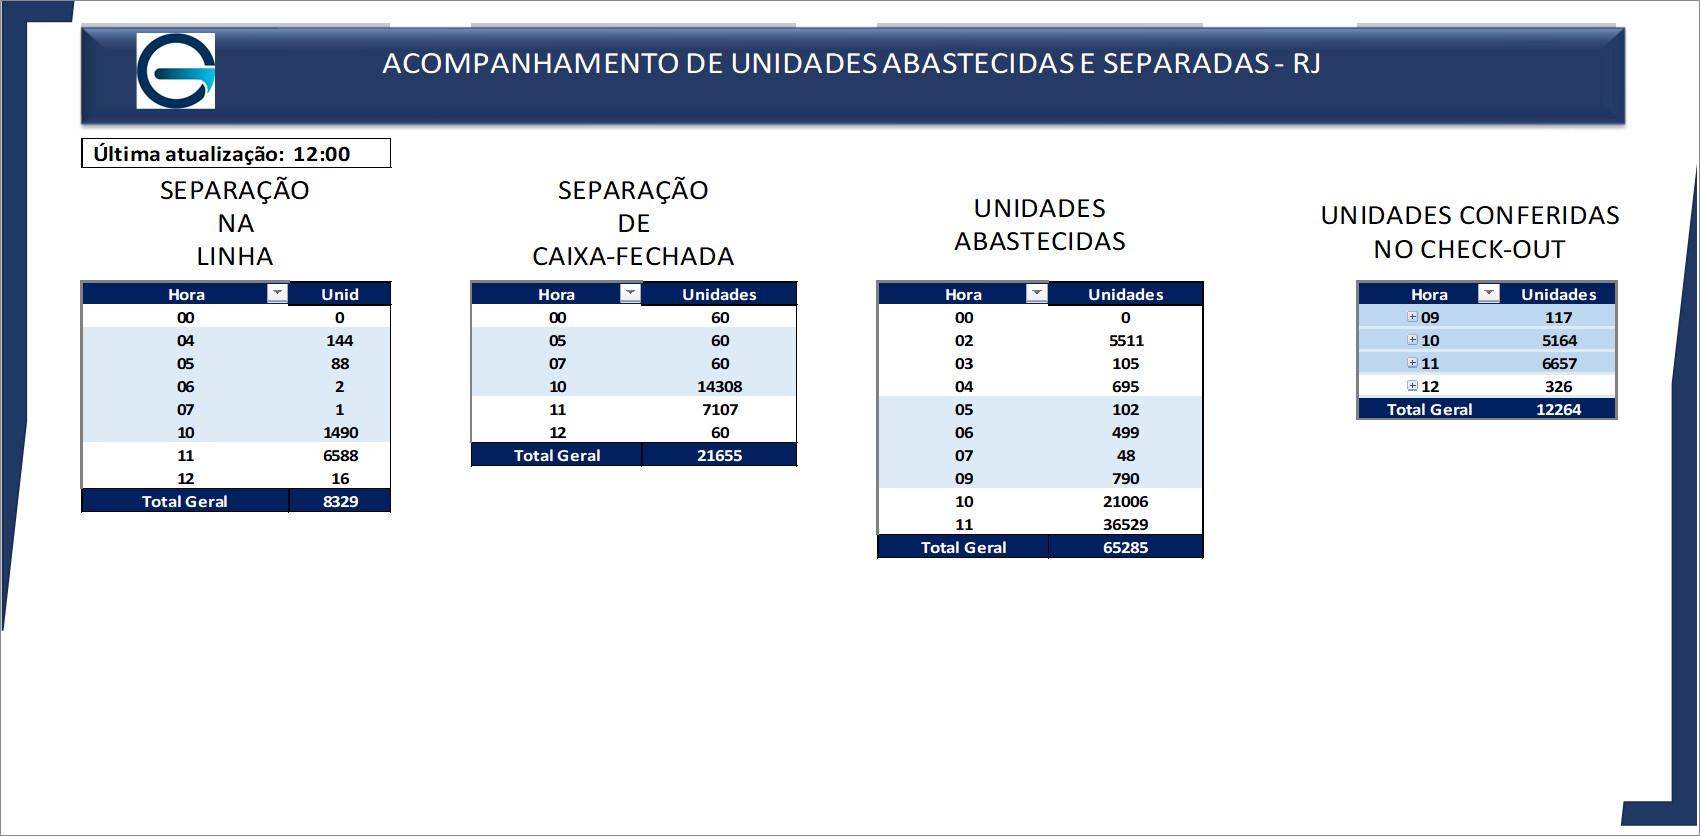 ACOMPANHAMENTO DE UNIDADES ABASTECIDAS E SEPARADAS - RJ
Última atualização: 12:00
SEPARAÇÃO
NA
LINHA
Hora Unid
00 0
04 144
05 88
06 2
07 1
10 1490
11 6588
12 16
Total Geral 8329
SEPARAÇÃO
DE
CAIXA-FECHADA
Hora Unidades
00 60
05 60
07 60
10 14308
11 7107
12 60
Total Geral 21655
UNIDADES
ABASTECIDAS
Hora Unidades
00 0
02 5511
03 105
04 695
05 102
06 499
07 48
09 790
10 21006
11 36529
Total Geral 65285
UNIDADES CONFERIDAS
NO CHECK-OUT
Hora Unidades
09 117
10 5164
11 6657
12 326
Total Geral 12264